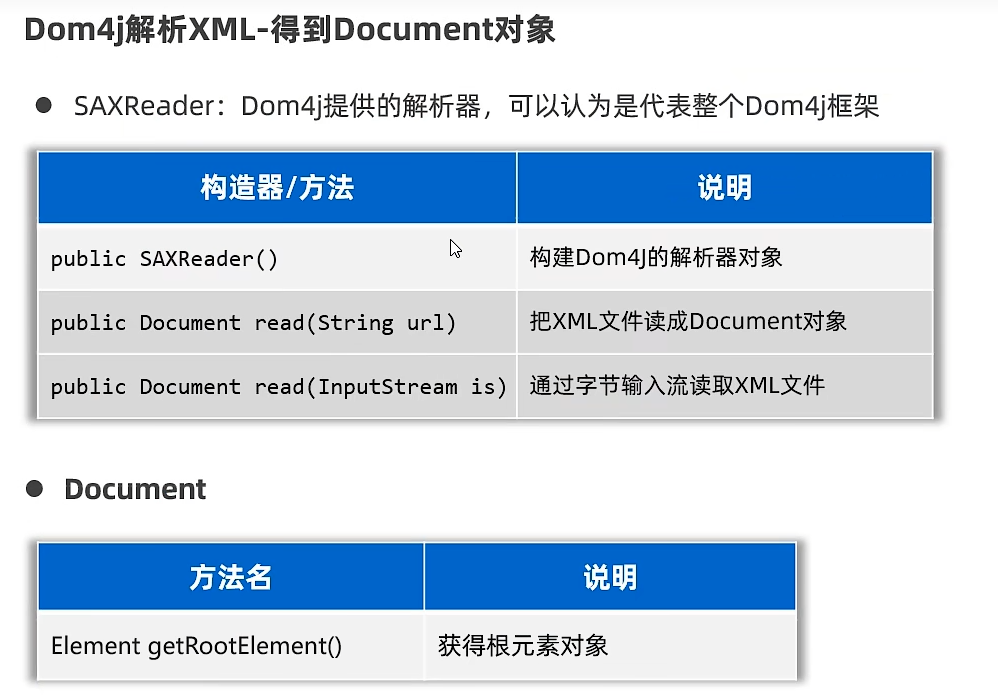 Dom4j解析XML-得到Document对象
● SAXReader：Dom4j提供的解析器，可以认为是代表整个Dom4j框架
构造器/方法 说明
public SAXReader() 构建Dom4J的解析器对象
public Document read(String url) 把XML文件读成Document对象
public Document read(InputStream is) 通过字节输入流读取XML文件
● Document
方法名 说明
Element getRootElement() 获得根元素对象